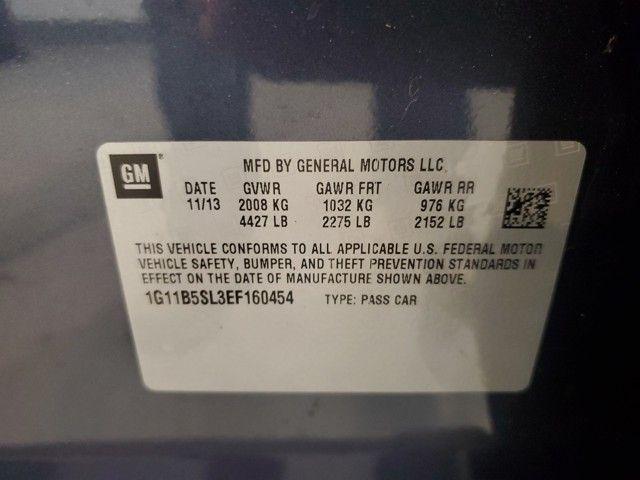 GM
MFD BY GENERAL MOTORS LLC
DATE GVWR GAWR FRT GAWR RR
11/13 2008 KG 1032 KG 976 KG
4427 LB 2275 LB 2152 LB
THIS VEHICLE CONFORMS TO ALL APPLICABLE U.S. FEDERAL MOTOR
VEHICLE SAFETY, BUMPER, AND THEFT PREVENTION STANDARDS IN
EFFECT ON THE DATE OF MANUFACTURE SHOWN ABOVE.
1G11B5SL3EF160454 TYPE: PASS CAR